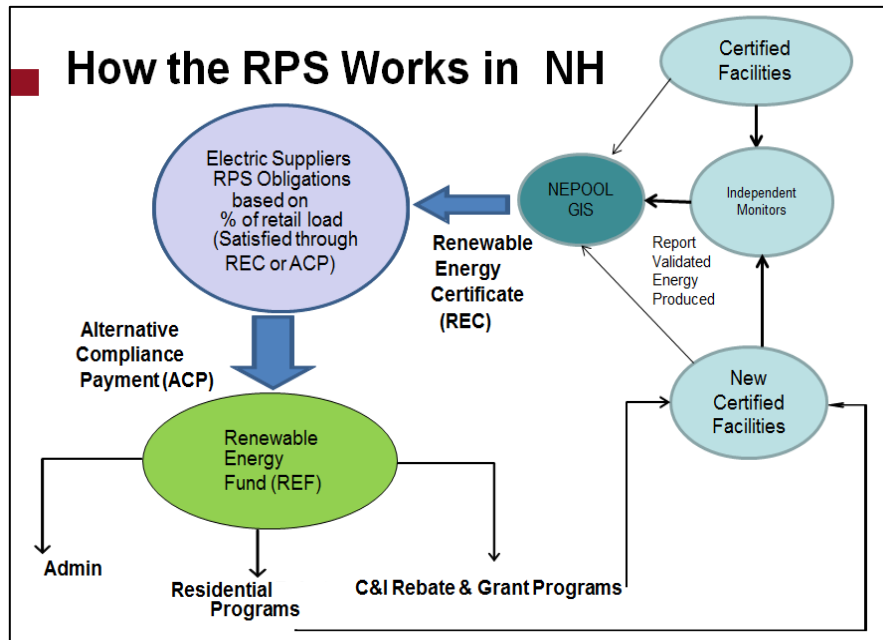 How the RPS Works in NH
Certified
Facilities
Electric Suppliers
RPS Obligations
based on
% of retail load
(Satisfied through
REC or ACP)
NEPOOL
GIS
Independent
Monitors
Renewable
Energy
Certificate
(REC)
Report
Validated
Energy
Produced
Alternative
Compliance
Payment (ACP)
New
Certified
Facilities
Renewable
Energy
Fund (REF)
Admin
Residential
Programs
C&I Rebate & Grant Programs